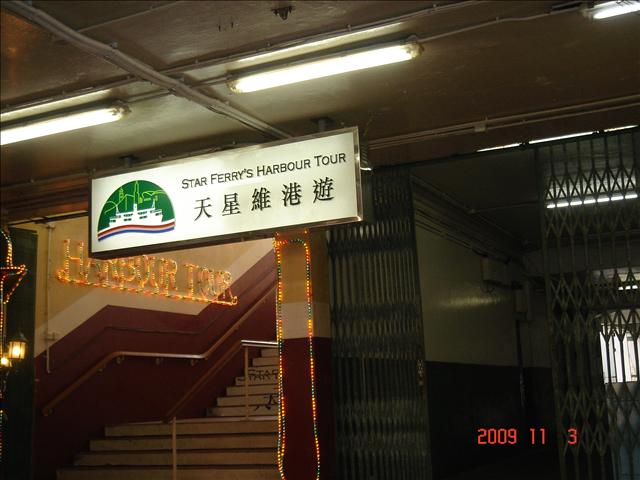 STAR FERRY'S HARBOUR TOUR
天星維港遊
HARBOUR TOUR
2009 11 3